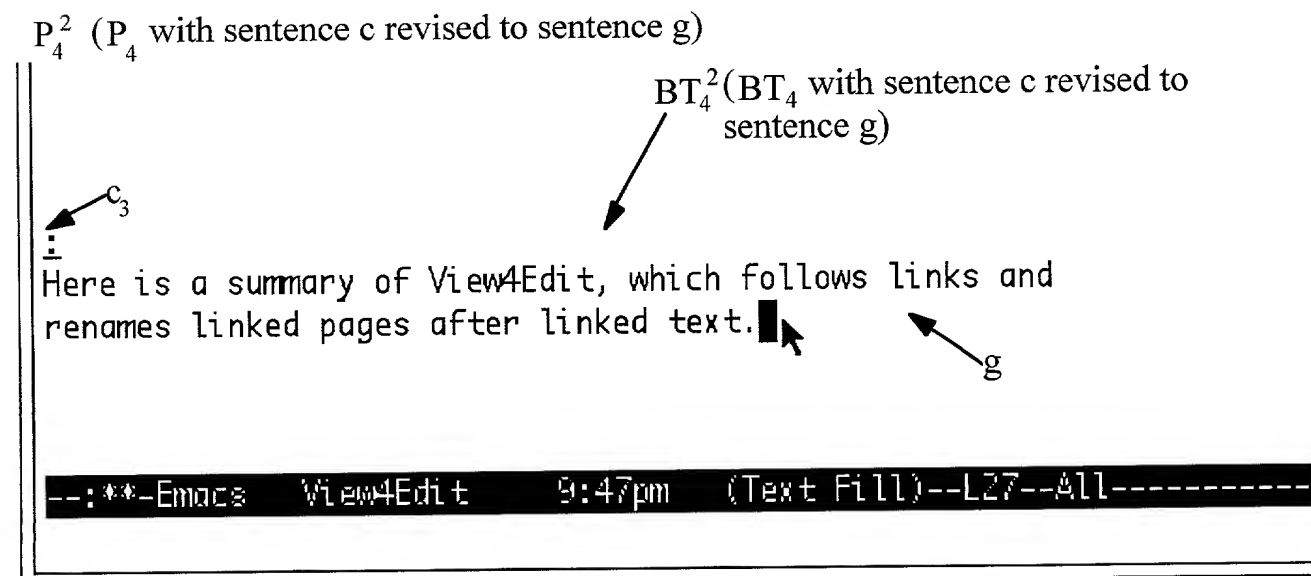 P₄² (P₄ with sentence c revised to sentence g)
BT₄²(BT₄ with sentence c revised to
sentence g)
c₃
:
Here is a summary of View4Edit, which follows links and
renames linked pages after linked text.
g
--:**-Emacs View4Edit 9:47pm (Text Fill)--L27--All-----------